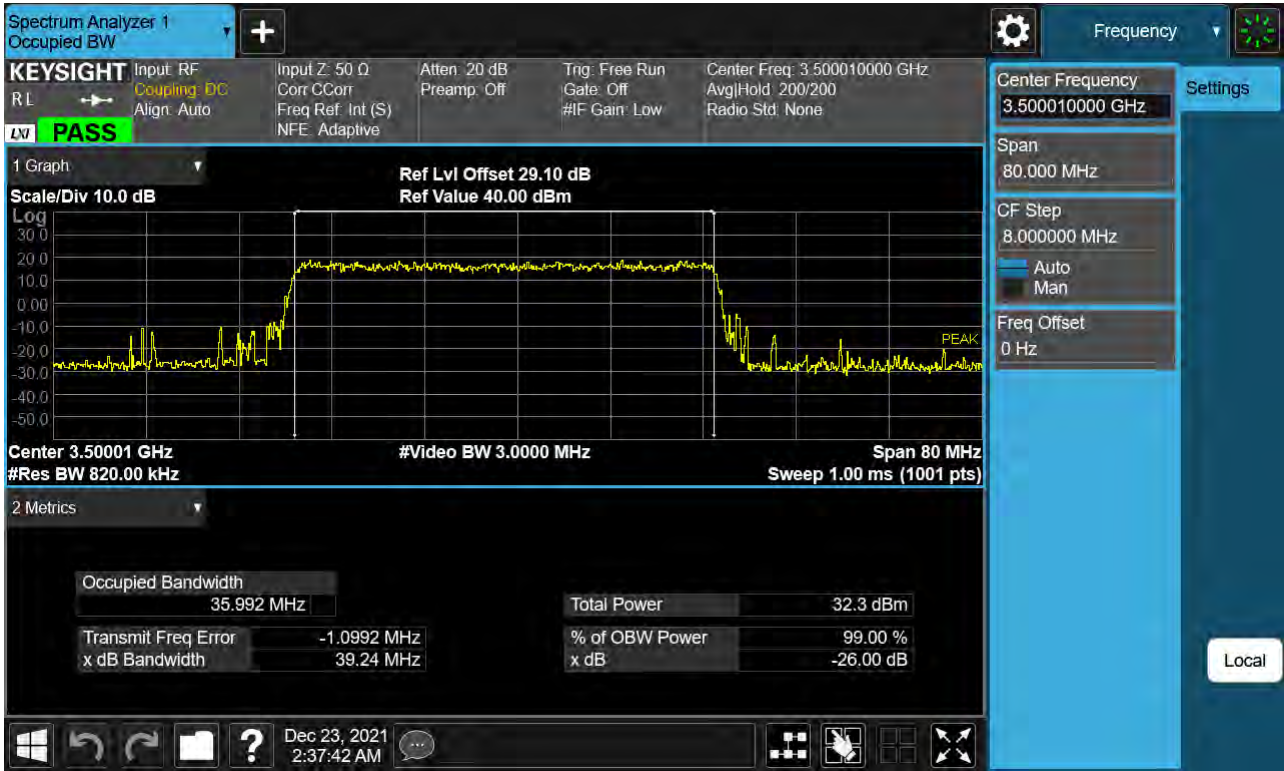 Spectrum Analyzer 1
Occupied BW
Frequency
KEYSIGHT
R L
LXI
PASS
Input: RF
Coupling: DC
Align: Auto
Input Z: 50 Ω
Corr CCorr
Freq Ref: Int (S)
NFE: Adaptive
Atten: 20 dB
Preamp: Off
Trig: Free Run
Gate: Off
#IF Gain: Low
Center Freq: 3.500010000 GHz
Avg|Hold: 200/200
Radio Std: None
Center Frequency
3.500010000 GHz
Settings
Span
80.000 MHz
CF Step
8.000000 MHz
Auto
Man
Freq Offset
0 Hz
Local
1 Graph
Scale/Div 10.0 dB
Ref Lvl Offset 29.10 dB
Ref Value 40.00 dBm
Log
30.0
20.0
10.0
0.00
-10.0
-20.0
-30.0
-40.0
-50.0
PEAK
Center 3.50001 GHz
#Video BW 3.0000 MHz
Span 80 MHz
#Res BW 820.00 kHz
Sweep 1.00 ms (1001 pts)
2 Metrics
Occupied Bandwidth
35.992 MHz
Total Power 32.3 dBm
Transmit Freq Error -1.0992 MHz
% of OBW Power 99.00 %
x dB Bandwidth 39.24 MHz
x dB -26.00 dB
Dec 23, 2021
2:37:42 AM